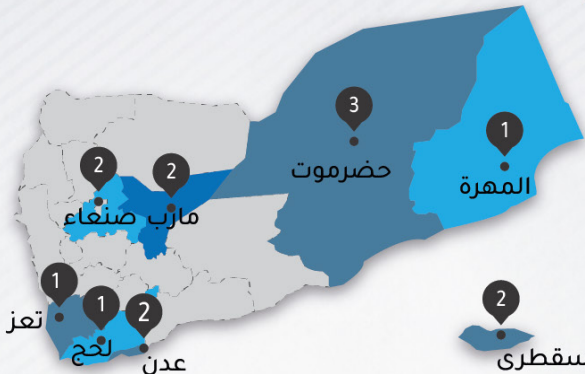 3
حضرموت
1
المهرة
2
صنعاء
2
مارب
1
تعز
1
لحج
2
عدن
2
سقطرى